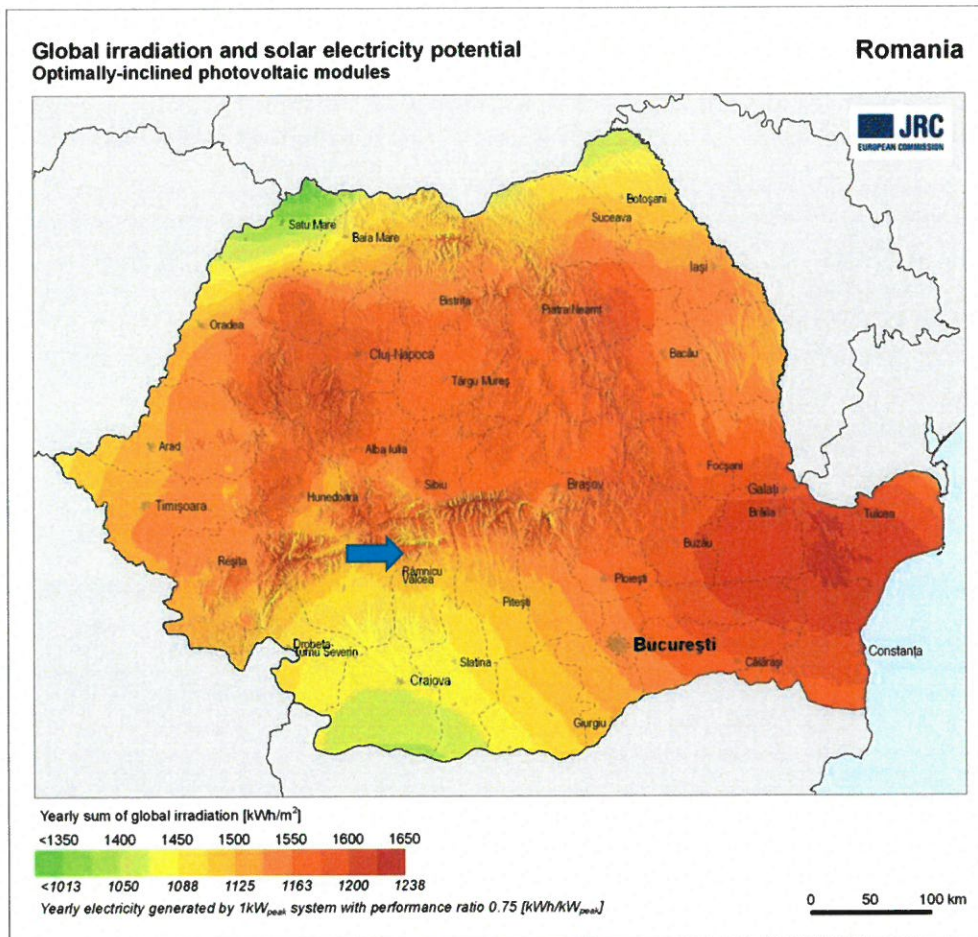 Global irradiation and solar electricity potential
Optimally-inclined photovoltaic modules
Romania
JRC
EUROPEAN COMMISSION
Botoşani
Satu Mare
Suceava
Baia Mare
Iaşi
Bistriţa
Piatra Neamt
Oradea
Cluj-Napoca
Bacău
Târgu Mureş
Arad
Alba Iulia
Focşani
Sibiu
Braşov
Galaţi
Hunedoara
Timişoara
Brăila
Tulcea
Buzău
Reşita
Râmnicu
Vâlcea
Ploieşti
Piteşti
Bucureşti
Drobeta-
Turnu Severin
Constanţa
Slatina
Călăraşi
Craiova
Giurgiu
Yearly sum of global irradiation [kWh/m²]
<1350 1400 1450 1500 1550 1600 1650
<1013 1050 1088 1125 1163 1200 1238
Yearly electricity generated by 1kWpeak system with performance ratio 0.75 [kWh/kWpeak]
0 50 100 km